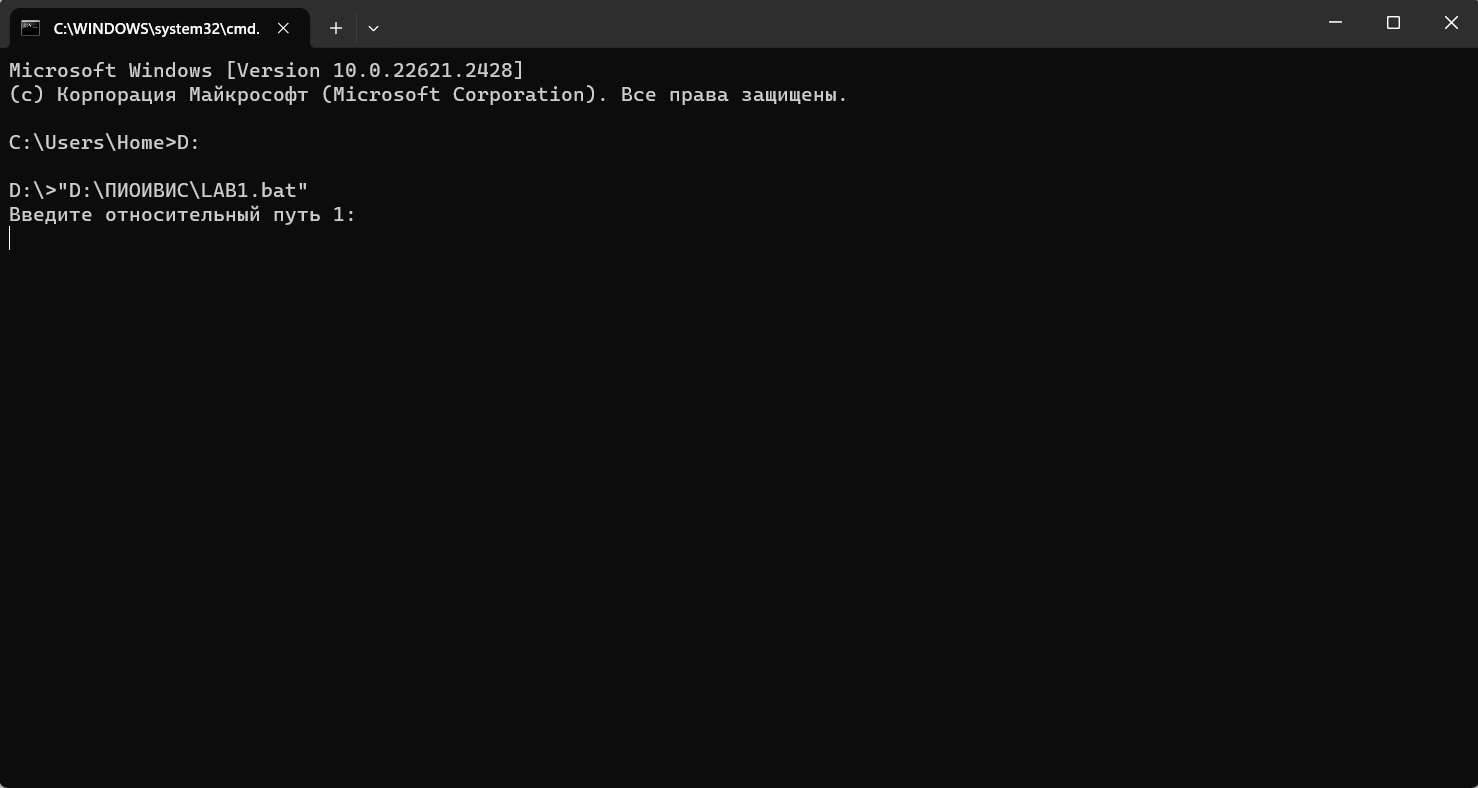 C:\WINDOWS\system32\cmd.
Microsoft Windows [Version 10.0.22621.2428]
(c) Корпорация Майкрософт (Microsoft Corporation). Все права защищены.
C:\Users\Home>D:
D:\>"D:\ПИОИВИС\LAB1.bat"
Введите относительный путь 1: